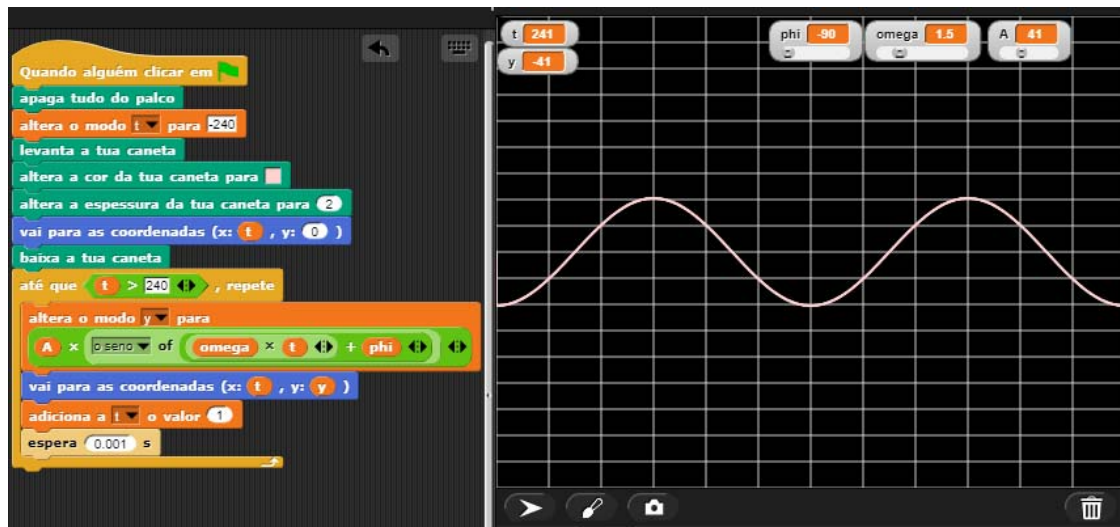 Quando alguém clicar em
apaga tudo do palco
altera o modo t para -240
levanta a tua caneta
altera a cor da tua caneta para
altera a espessura da tua caneta para 2
vai para as coordenadas (x: t , y: 0 )
baixa a tua caneta
até que t > 240 , repete
altera o modo y para
A × o seno of omega × t + phi
vai para as coordenadas (x: t , y: y )
adiciona a t o valor 1
espera 0.001 s
t 241
y -41
phi -90
omega 1.5
A 41